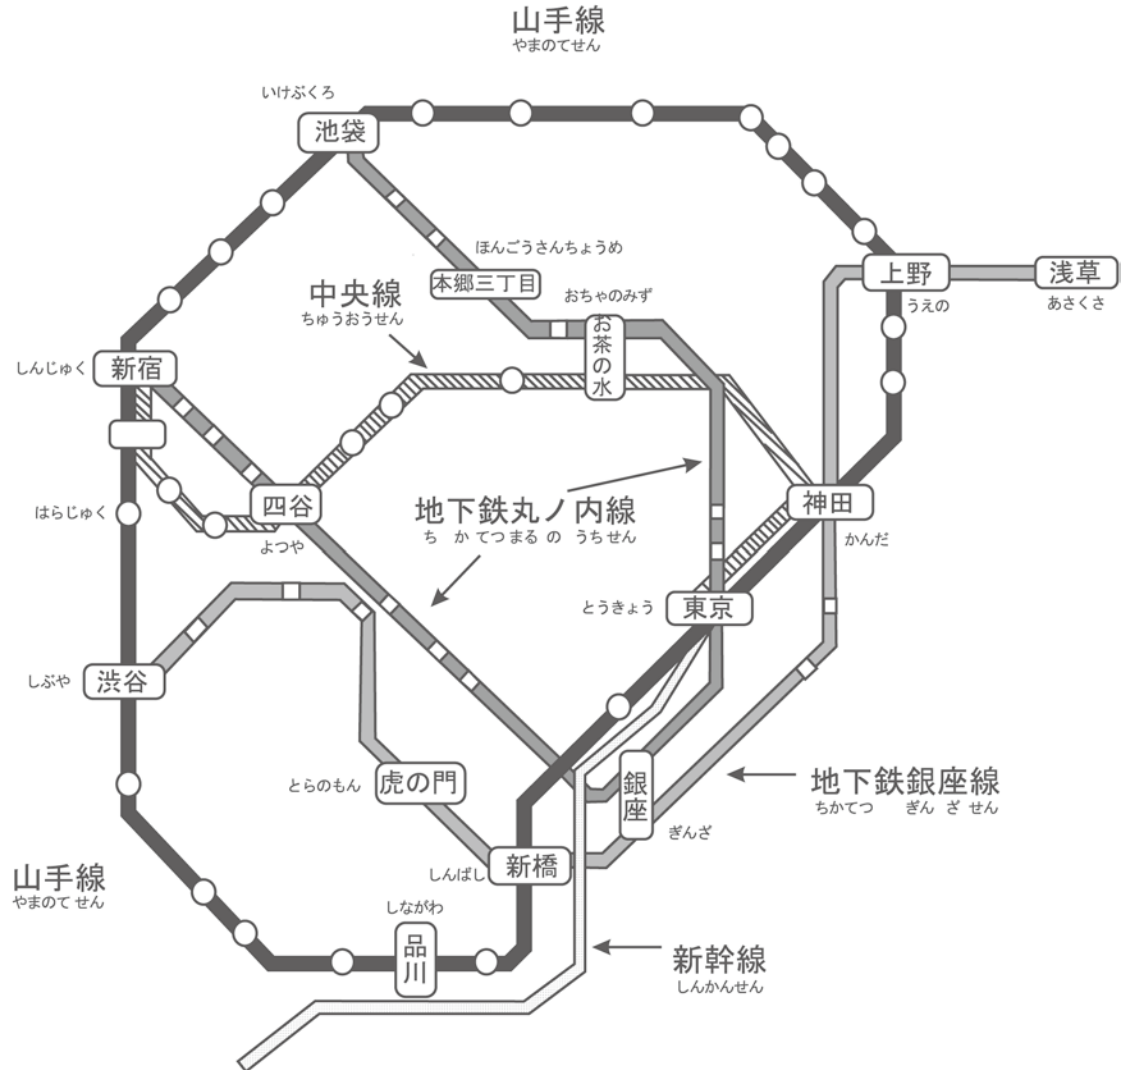 山手線
やまのてせん
いけぶくろ
池袋
ほんごうさんちょうめ
本郷三丁目
中央線
ちゅうおうせん
おちゃのみず
お茶の水
上野
うえの
浅草
あさくさ
しんじゅく
新宿
はらじゅく
四谷
よつや
地下鉄丸ノ内線
ち か てつ まる の うち せん
神田
かんだ
とうきょう
東京
しぶや
渋谷
とらのもん
虎の門
銀座
ぎんざ
地下鉄銀座線
ちかてつ ぎん ざ せん
しんばし
新橋
山手線
やまのて せん
しながわ
品川
新幹線
しんかんせん